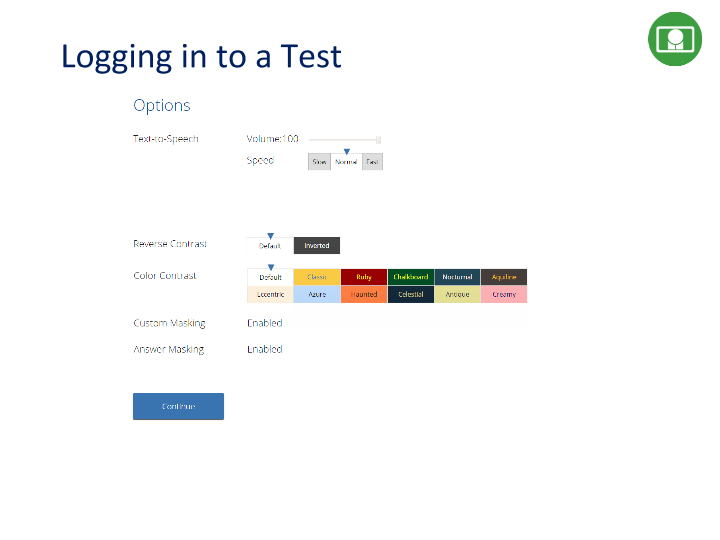 Logging in to a Test
Options
Text-to-Speech Volume:100
Speed Slow Normal Fast
Reverse Contrast Default Inverted
Color Contrast Default Classic Ruby Chalkboard Nocturnal Aquiline
Eccentric Azure Haunted Celestial Antique Creamy
Custom Masking Enabled
Answer Masking Enabled
Continue